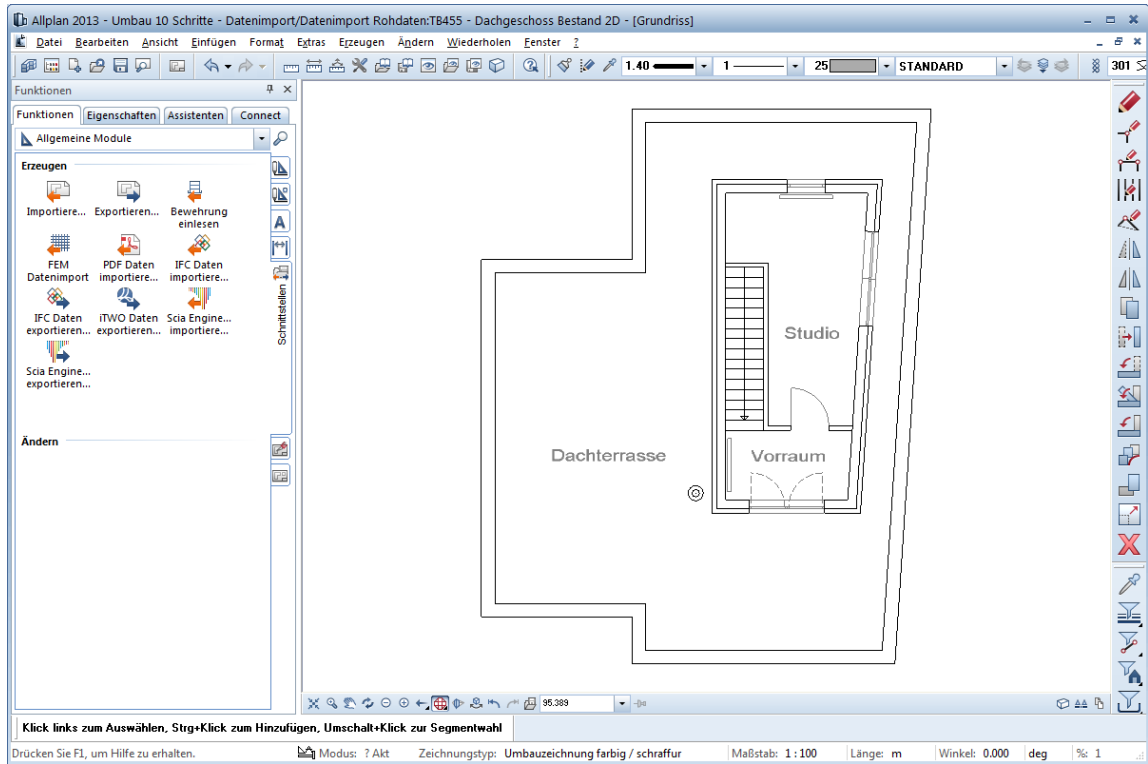 Allplan 2013 - Umbau 10 Schritte - Datenimport/Datenimport Rohdaten:TB455 - Dachgeschoss Bestand 2D - [Grundriss]
Datei Bearbeiten Ansicht Einfügen Format Extras Erzeugen Ändern Wiederholen Fenster ?
1.40 1 25 STANDARD 301
Funktionen
Funktionen Eigenschaften Assistenten Connect
Allgemeine Module
Erzeugen
Importiere... Exportieren... Bewehrung einlesen
FEM Datenimport PDF Daten importiere... IFC Daten importiere...
IFC Daten exportieren... iTWO Daten exportieren... Scia Engine... importiere...
Scia Engine... exportieren...
A
Schnittstellen
Ändern
Studio
Dachterrasse
Vorraum
95.389
Klick links zum Auswählen, Strg+Klick zum Hinzufügen, Umschalt+Klick zur Segmentwahl
Drücken Sie F1, um Hilfe zu erhalten. Modus: ? Akt Zeichnungstyp: Umbauzeichnung farbig / schraffur Maßstab: 1 : 100 Länge: m Winkel: 0.000 deg %: 1